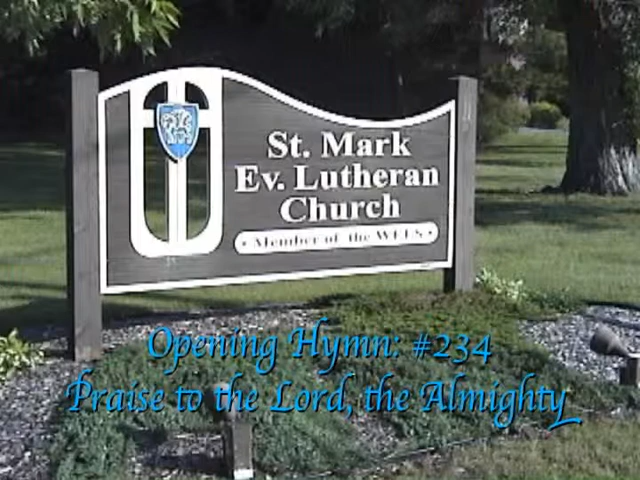 St. Mark
Ev. Lutheran
Church
• Member of the WELS •
Opening Hymn: #234
Praise to the Lord, the Almighty